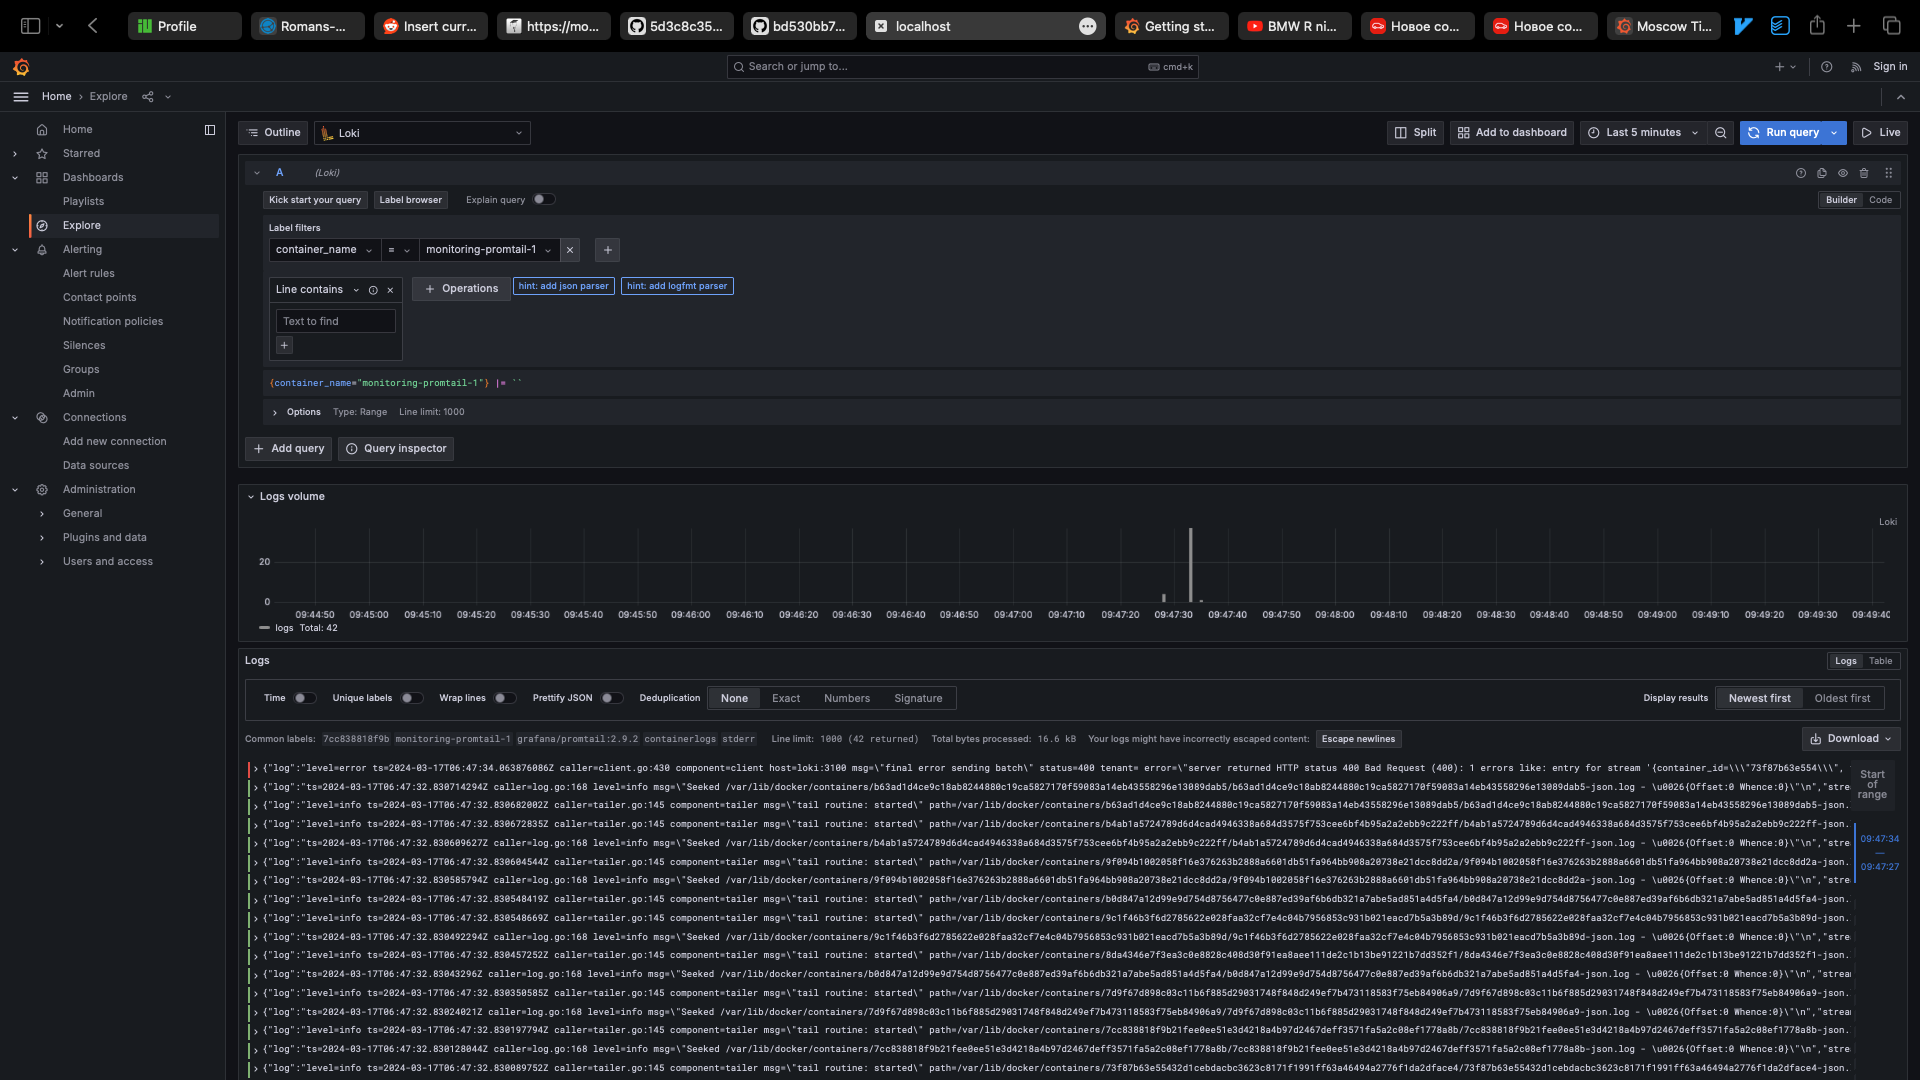 Profile
Romans-...
Insert curr...
https://mo...
5d3c8c35...
bd530bb7...
localhost
Getting st...
BMW R ni...
Новое со...
Новое со...
Moscow Ti...
Search or jump to...
cmd+k
Sign in
Home › Explore
Home
Starred
Dashboards
Playlists
Explore
Alerting
Alert rules
Contact points
Notification policies
Silences
Groups
Admin
Connections
Add new connection
Data sources
Administration
General
Plugins and data
Users and access
Outline
Loki
Split
Add to dashboard
Last 5 minutes
Run query
Live
A (Loki)
Kick start your query
Label browser
Explain query
Builder
Code
Label filters
container_name
=
monitoring-promtail-1
Line contains
Operations
hint: add json parser
hint: add logfmt parser
Text to find
{container_name="monitoring-promtail-1"} |= ``
Options Type: Range Line limit: 1000
Add query
Query inspector
Logs volume
Loki
20
0
09:44:50 09:45:00 09:45:10 09:45:20 09:45:30 09:45:40 09:45:50 09:46:00 09:46:10 09:46:20 09:46:30 09:46:40 09:46:50 09:47:00 09:47:10 09:47:20 09:47:30 09:47:40 09:47:50 09:48:00 09:48:10 09:48:20 09:48:30 09:48:40 09:48:50 09:49:00 09:49:10 09:49:20 09:49:30 09:49:40
logs Total: 42
Logs
Logs
Table
Time
Unique labels
Wrap lines
Prettify JSON
Deduplication
None
Exact
Numbers
Signature
Display results
Newest first
Oldest first
Common labels: 7cc838818f9b monitoring-promtail-1 grafana/promtail:2.9.2 containerlogs stderr Line limit: 1000 (42 returned) Total bytes processed: 16.6 kB Your logs might have incorrectly escaped content: Escape newlines
Download
{"log":"level=error ts=2024-03-17T06:47:34.063876086Z caller=client.go:430 component=client host=loki:3100 msg=\"final error sending batch\" status=400 tenant= error=\"server returned HTTP status 400 Bad Request (400): 1 errors like: entry for stream '{container_id=\\\"73f87b63e554\\\",
{"log":"ts=2024-03-17T06:47:32.830714294Z caller=log.go:168 level=info msg=\"Seeked /var/lib/docker/containers/b63ad1d4ce9c18ab8244880c19ca5827170f59083a14eb43558296e13089dab5/b63ad1d4ce9c18ab8244880c19ca5827170f59083a14eb43558296e13089dab5-json.log - \u0026{Offset:0 Whence:0}\"\n","stre
{"log":"level=info ts=2024-03-17T06:47:32.830682002Z caller=tailer.go:145 component=tailer msg=\"tail routine: started\" path=/var/lib/docker/containers/b63ad1d4ce9c18ab8244880c19ca5827170f59083a14eb43558296e13089dab5/b63ad1d4ce9c18ab8244880c19ca5827170f59083a14eb43558296e13089dab5-json.
{"log":"level=info ts=2024-03-17T06:47:32.830672835Z caller=tailer.go:145 component=tailer msg=\"tail routine: started\" path=/var/lib/docker/containers/b4ab1a5724789d6d4cad4946338a684d3575f753cee6bf4b95a2a2ebb9c222ff/b4ab1a5724789d6d4cad4946338a684d3575f753cee6bf4b95a2a2ebb9c222ff-json.
{"log":"ts=2024-03-17T06:47:32.830609627Z caller=log.go:168 level=info msg=\"Seeked /var/lib/docker/containers/b4ab1a5724789d6d4cad4946338a684d3575f753cee6bf4b95a2a2ebb9c222ff/b4ab1a5724789d6d4cad4946338a684d3575f753cee6bf4b95a2a2ebb9c222ff-json.log - \u0026{Offset:0 Whence:0}\"\n","stre
{"log":"level=info ts=2024-03-17T06:47:32.830604544Z caller=tailer.go:145 component=tailer msg=\"tail routine: started\" path=/var/lib/docker/containers/9f094b1002058f16e376263b2888a6601db51fa964bb908a20738e21dcc8dd2a/9f094b1002058f16e376263b2888a6601db51fa964bb908a20738e21dcc8dd2a-json.
{"log":"ts=2024-03-17T06:47:32.830585794Z caller=log.go:168 level=info msg=\"Seeked /var/lib/docker/containers/9f094b1002058f16e376263b2888a6601db51fa964bb908a20738e21dcc8dd2a/9f094b1002058f16e376263b2888a6601db51fa964bb908a20738e21dcc8dd2a-json.log - \u0026{Offset:0 Whence:0}\"\n","stre
{"log":"level=info ts=2024-03-17T06:47:32.830548419Z caller=tailer.go:145 component=tailer msg=\"tail routine: started\" path=/var/lib/docker/containers/b0d847a12d99e9d754d8756477c0e887ed39af6b6db321a7abe5ad851a4d5fa4/b0d847a12d99e9d754d8756477c0e887ed39af6b6db321a7abe5ad851a4d5fa4-json.
{"log":"level=info ts=2024-03-17T06:47:32.830548669Z caller=tailer.go:145 component=tailer msg=\"tail routine: started\" path=/var/lib/docker/containers/9c1f46b3f6d2785622e028faa32cf7e4c04b7956853c931b021eacd7b5a3b89d/9c1f46b3f6d2785622e028faa32cf7e4c04b7956853c931b021eacd7b5a3b89d-json.
{"log":"ts=2024-03-17T06:47:32.830492294Z caller=log.go:168 level=info msg=\"Seeked /var/lib/docker/containers/9c1f46b3f6d2785622e028faa32cf7e4c04b7956853c931b021eacd7b5a3b89d/9c1f46b3f6d2785622e028faa32cf7e4c04b7956853c931b021eacd7b5a3b89d-json.log - \u0026{Offset:0 Whence:0}\"\n","stre
{"log":"level=info ts=2024-03-17T06:47:32.830457252Z caller=tailer.go:145 component=tailer msg=\"tail routine: started\" path=/var/lib/docker/containers/8da4346e7f3ea3c0e8828c408d30f91ea8aee111de2c1b13be91221b7dd352f1/8da4346e7f3ea3c0e8828c408d30f91ea8aee111de2c1b13be91221b7dd352f1-json.
{"log":"ts=2024-03-17T06:47:32.83043296Z caller=log.go:168 level=info msg=\"Seeked /var/lib/docker/containers/b0d847a12d99e9d754d8756477c0e887ed39af6b6db321a7abe5ad851a4d5fa4/b0d847a12d99e9d754d8756477c0e887ed39af6b6db321a7abe5ad851a4d5fa4-json.log - \u0026{Offset:0 Whence:0}\"\n","strea
{"log":"level=info ts=2024-03-17T06:47:32.830350585Z caller=tailer.go:145 component=tailer msg=\"tail routine: started\" path=/var/lib/docker/containers/7d9f67d898c03c11b6f885d29031748f848d249ef7b473118583f75eb84906a9/7d9f67d898c03c11b6f885d29031748f848d249ef7b473118583f75eb84906a9-json.
{"log":"ts=2024-03-17T06:47:32.83024021Z caller=log.go:168 level=info msg=\"Seeked /var/lib/docker/containers/7d9f67d898c03c11b6f885d29031748f848d249ef7b473118583f75eb84906a9/7d9f67d898c03c11b6f885d29031748f848d249ef7b473118583f75eb84906a9-json.log - \u0026{Offset:0 Whence:0}\"\n","strea
{"log":"level=info ts=2024-03-17T06:47:32.830197794Z caller=tailer.go:145 component=tailer msg=\"tail routine: started\" path=/var/lib/docker/containers/7cc838818f9b21fee0ee51e3d4218a4b97d2467deff3571fa5a2c08ef1778a8b/7cc838818f9b21fee0ee51e3d4218a4b97d2467deff3571fa5a2c08ef1778a8b-json.
{"log":"ts=2024-03-17T06:47:32.830128044Z caller=log.go:168 level=info msg=\"Seeked /var/lib/docker/containers/7cc838818f9b21fee0ee51e3d4218a4b97d2467deff3571fa5a2c08ef1778a8b/7cc838818f9b21fee0ee51e3d4218a4b97d2467deff3571fa5a2c08ef1778a8b-json.log - \u0026{Offset:0 Whence:0}\"\n","stre
{"log":"level=info ts=2024-03-17T06:47:32.830089752Z caller=tailer.go:145 component=tailer msg=\"tail routine: started\" path=/var/lib/docker/containers/73f87b63e55432d1cebdacbc3623c8171f1991ff63a46494a2776f1da2dface4/73f87b63e55432d1cebdacbc3623c8171f1991ff63a46494a2776f1da2dface4-json.
Start
of
range
09:47:34
—
09:47:27